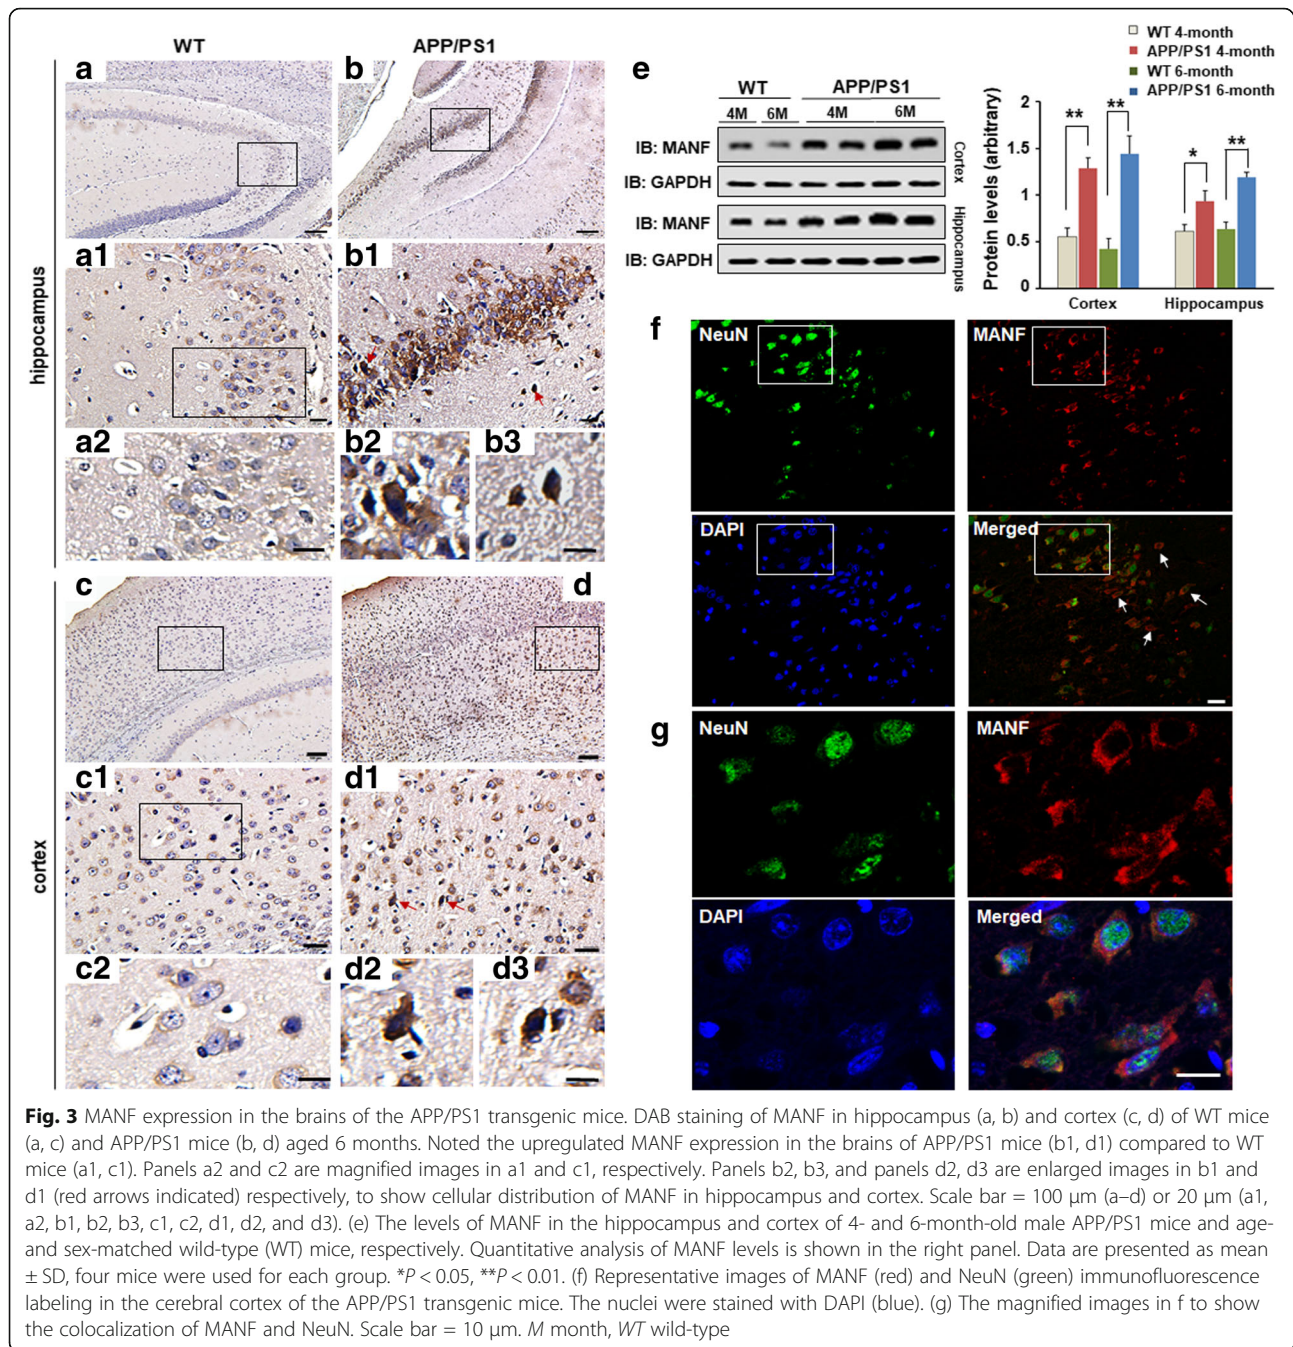 WT
APP/PS1
hippocampus
a
b
a1
b1
a2
b2
b3
cortex
c
d
c1
d1
c2
d2
d3
e
WT
APP/PS1
4M
6M
4M
6M
IB: MANF
IB: GAPDH
Cortex
IB: MANF
IB: GAPDH
Hippocampus
WT 4-month
APP/PS1 4-month
WT 6-month
APP/PS1 6-month
Protein levels (arbitrary)
2
1.5
1
0.5
0
**
**
*
**
Cortex
Hippocampus
f
NeuN
MANF
DAPI
Merged
g
NeuN
MANF
DAPI
Merged
Fig. 3 MANF expression in the brains of the APP/PS1 transgenic mice. DAB staining of MANF in hippocampus (a, b) and cortex (c, d) of WT mice
(a, c) and APP/PS1 mice (b, d) aged 6 months. Noted the upregulated MANF expression in the brains of APP/PS1 mice (b1, d1) compared to WT
mice (a1, c1). Panels a2 and c2 are magnified images in a1 and c1, respectively. Panels b2, b3, and panels d2, d3 are enlarged images in b1 and
d1 (red arrows indicated) respectively, to show cellular distribution of MANF in hippocampus and cortex. Scale bar = 100 μm (a–d) or 20 μm (a1,
a2, b1, b2, b3, c1, c2, d1, d2, and d3). (e) The levels of MANF in the hippocampus and cortex of 4- and 6-month-old male APP/PS1 mice and age-
and sex-matched wild-type (WT) mice, respectively. Quantitative analysis of MANF levels is shown in the right panel. Data are presented as mean
± SD, four mice were used for each group. *P < 0.05, **P < 0.01. (f) Representative images of MANF (red) and NeuN (green) immunofluorescence
labeling in the cerebral cortex of the APP/PS1 transgenic mice. The nuclei were stained with DAPI (blue). (g) The magnified images in f to show
the colocalization of MANF and NeuN. Scale bar = 10 μm. M month, WT wild-type